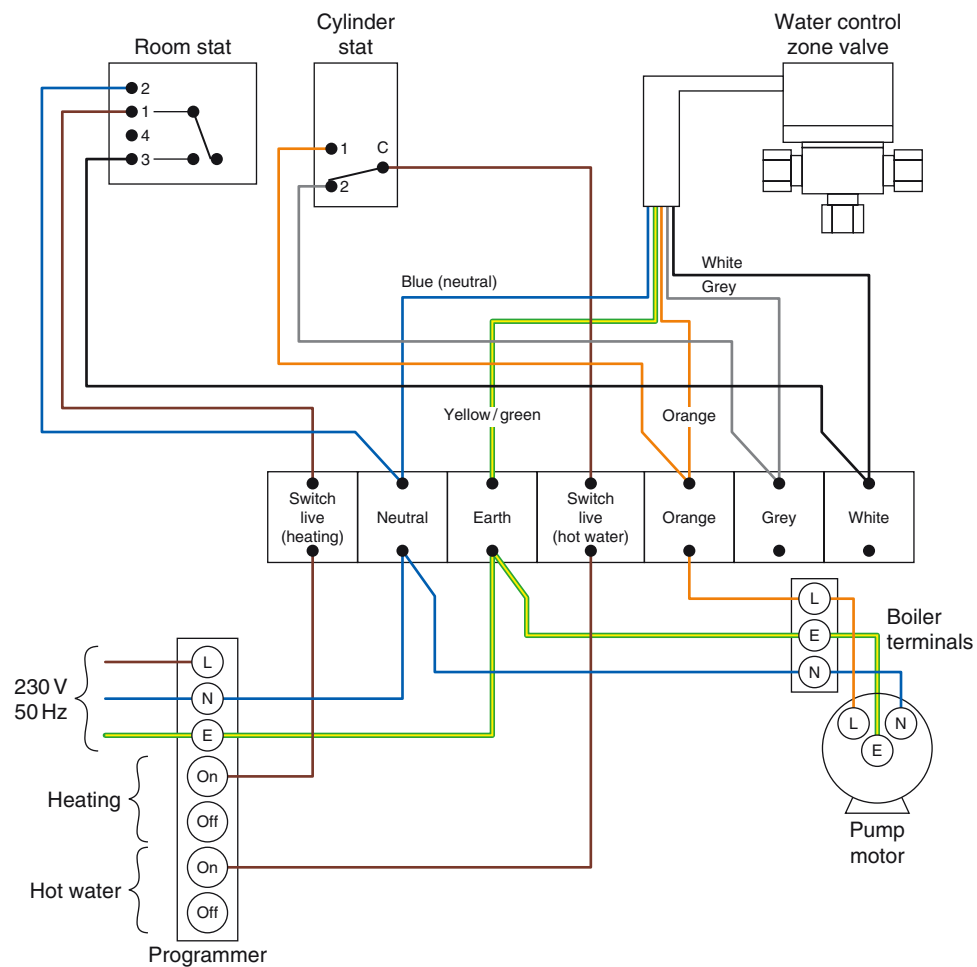 Room stat
2
1
4
3
Cylinder
stat
1
C
2
Water control
zone valve
White
Grey
Blue (neutral)
Yellow/green
Orange
Switch
live
(heating)
Neutral
Earth
Switch
live
(hot water)
Orange
Grey
White
L
E
N
Boiler
terminals
230 V
50 Hz
L
N
E
Heating
On
Off
Hot water
On
Off
Programmer
L
E
N
Pump
motor